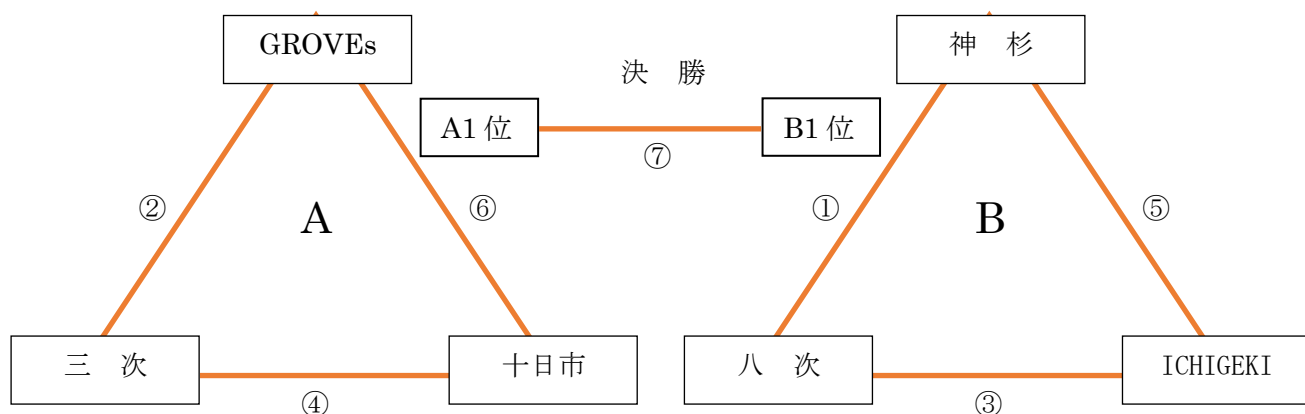 GROVEs
神 杉
決 勝
A1位
B1位
⑦
②
⑥
①
⑤
A
B
三 次
十日市
八 次
ICHIGEKI
④
③